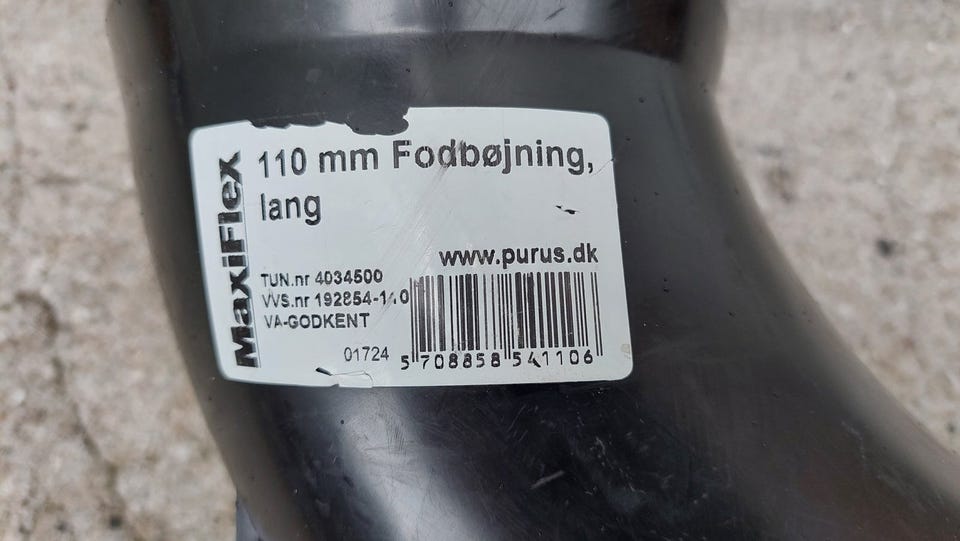 MaxiFlex
110 mm Fodbøjning,
lang
www.purus.dk
TUN.nr 4034500
VVS.nr 192854-110
VA-GODKENT
01724
5 708858 541106